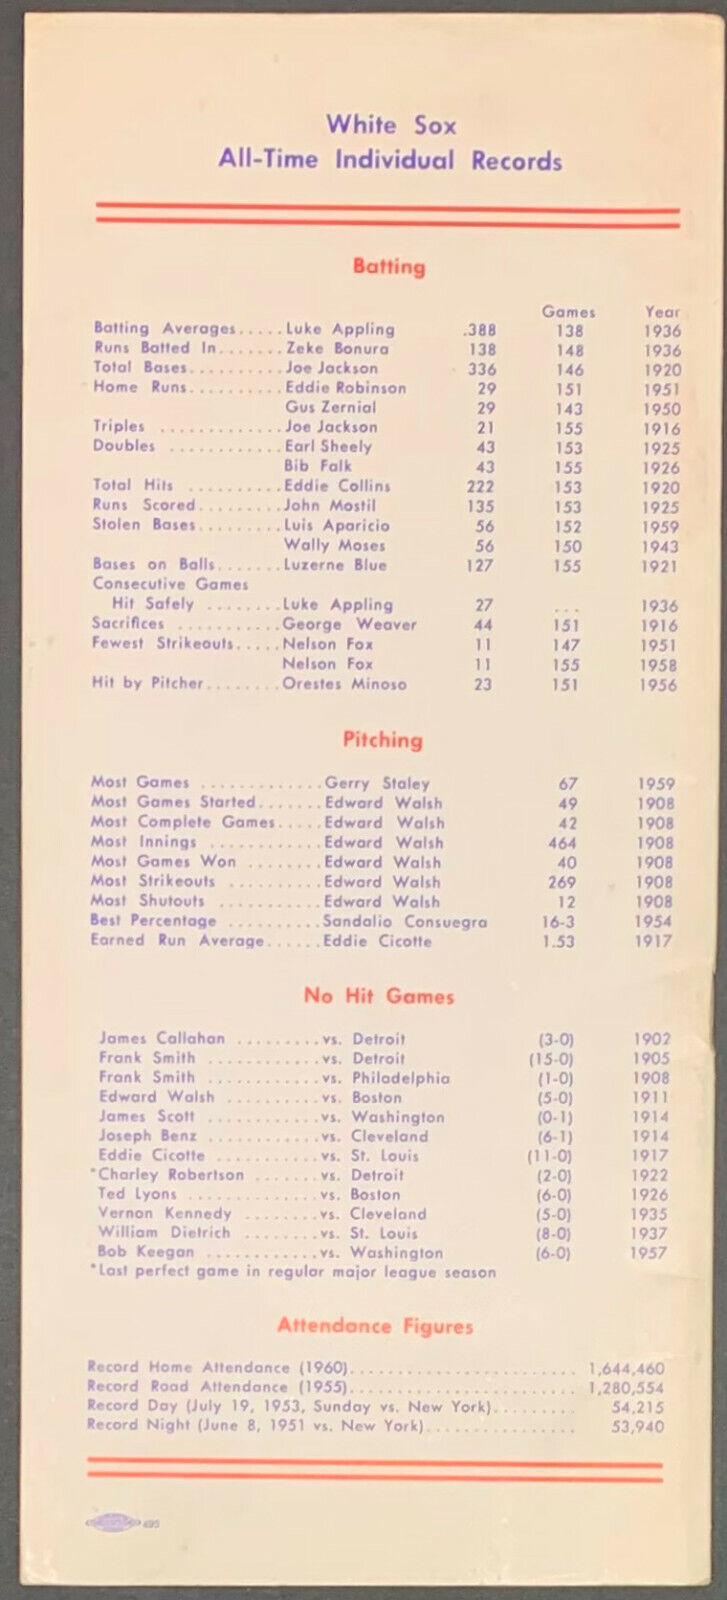 White Sox
All-Time Individual Records
Batting
Games Year
Batting Averages.....Luke Appling .388 138 1936
Runs Batted In.......Zeke Bonura 138 148 1936
Total Bases..........Joe Jackson 336 146 1920
Home Runs..........Eddie Robinson 29 151 1951
Gus Zernial 29 143 1950
Triples .............Joe Jackson 21 155 1916
Doubles ............Earl Sheely 43 153 1925
Bib Falk 43 155 1926
Total Hits ..........Eddie Collins 222 153 1920
Runs Scored.........John Mostil 135 153 1925
Stolen Bases.........Luis Aparicio 56 152 1959
Wally Moses 56 150 1943
Bases on Balls.......Luzerne Blue 127 155 1921
Consecutive Games
Hit Safely ........Luke Appling 27 ... 1936
Sacrifices ...........George Weaver 44 151 1916
Fewest Strikeouts.....Nelson Fox 11 147 1951
Nelson Fox 11 155 1958
Hit by Pitcher........Orestes Minoso 23 151 1956
Pitching
Most Games .............Gerry Staley 67 1959
Most Games Started.......Edward Walsh 49 1908
Most Complete Games.....Edward Walsh 42 1908
Most Innings ............Edward Walsh 464 1908
Most Games Won .........Edward Walsh 40 1908
Most Strikeouts ..........Edward Walsh 269 1908
Most Shutouts ...........Edward Walsh 12 1908
Best Percentage ..........Sandalio Consuegra 16-3 1954
Earned Run Average......Eddie Cicotte 1.53 1917
No Hit Games
James Callahan .........vs. Detroit (3-0) 1902
Frank Smith ............vs. Detroit (15-0) 1905
Frank Smith ............vs. Philadelphia (1-0) 1908
Edward Walsh ..........vs. Boston (5-0) 1911
James Scott ............vs. Washington (0-1) 1914
Joseph Benz ............vs. Cleveland (6-1) 1914
Eddie Cicotte ...........vs. St. Louis (11-0) 1917
*Charley Robertson .......vs. Detroit (2-0) 1922
Ted Lyons ..............vs. Boston (6-0) 1926
Vernon Kennedy ........vs. Cleveland (5-0) 1935
William Dietrich .........vs. St. Louis (8-0) 1937
Bob Keegan ............vs. Washington (6-0) 1957
*Last perfect game in regular major league season
Attendance Figures
Record Home Attendance (1960)........................ 1,644,460
Record Road Attendance (1955)........................ 1,280,554
Record Day (July 19, 1953, Sunday vs. New York)......... 54,215
Record Night (June 8, 1951 vs. New York)................ 53,940
495